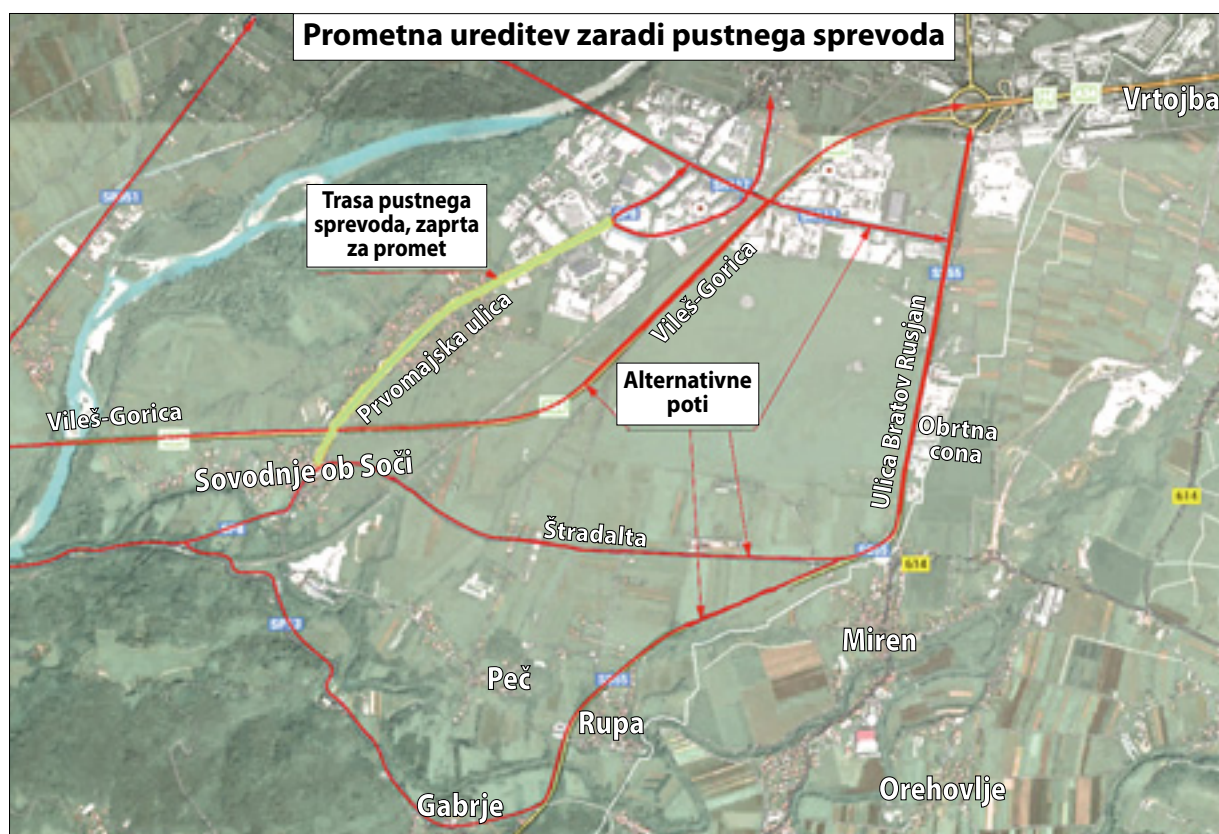 Prometna ureditev zaradi pustnega sprevoda
Vrtojba
Trasa pustnega
sprevoda, zaprta
za promet
Vileš-Gorica
Prvomajska ulica
Alternativne
poti
Ulica Bratov Rusjan
Vileš-Gorica
Obrtna
cona
Sovodnje ob Soči
614
Štradalta
Miren
Peč
Rupa
Gabrje
Orehovlje